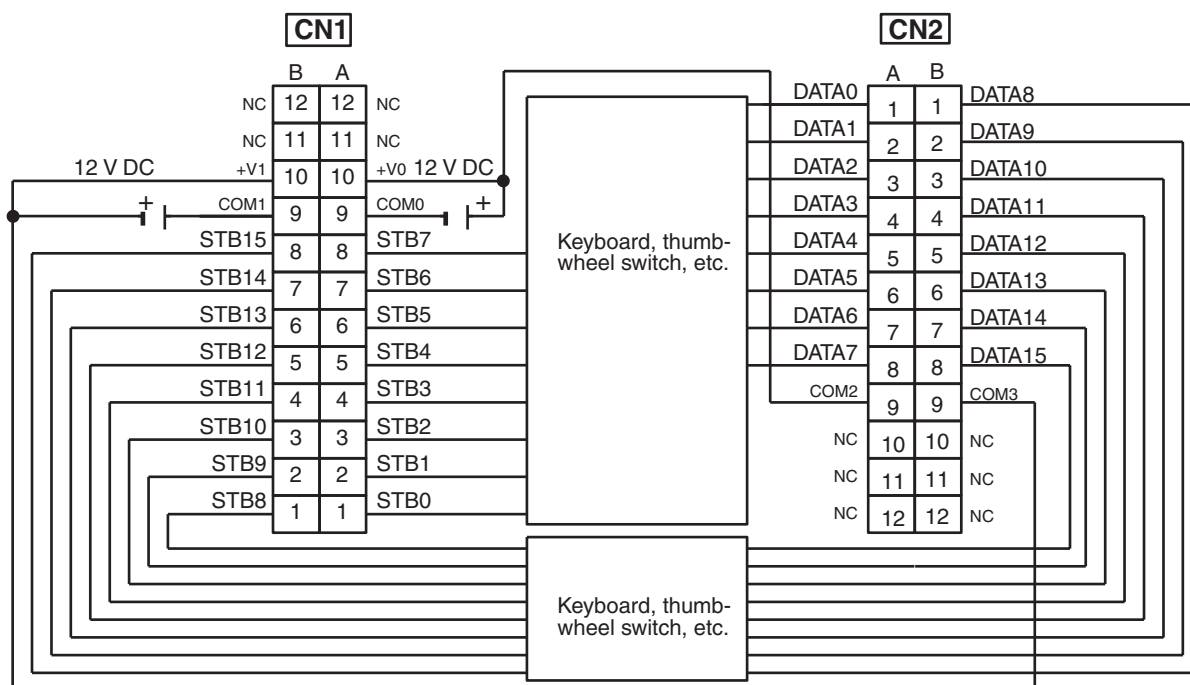 CN1 CN2
B A A B
NC 12 12 NC DATA0 1 1 DATA8
NC 11 11 NC DATA1 2 2 DATA9
12 V DC +V1 10 10 +V0 12 V DC DATA2 3 3 DATA10
+ COM1 9 9 COM0 + DATA3 4 4 DATA11
STB15 8 8 STB7 Keyboard, thumb-
wheel switch, etc. DATA4 5 5 DATA12
STB14 7 7 STB6 DATA5 6 6 DATA13
STB13 6 6 STB5 DATA6 7 7 DATA14
STB12 5 5 STB4 DATA7 8 8 DATA15
STB11 4 4 STB3 COM2 9 9 COM3
STB10 3 3 STB2 NC 10 10 NC
STB9 2 2 STB1 NC 11 11 NC
STB8 1 1 STB0 NC 12 12 NC
Keyboard, thumb-
wheel switch, etc.